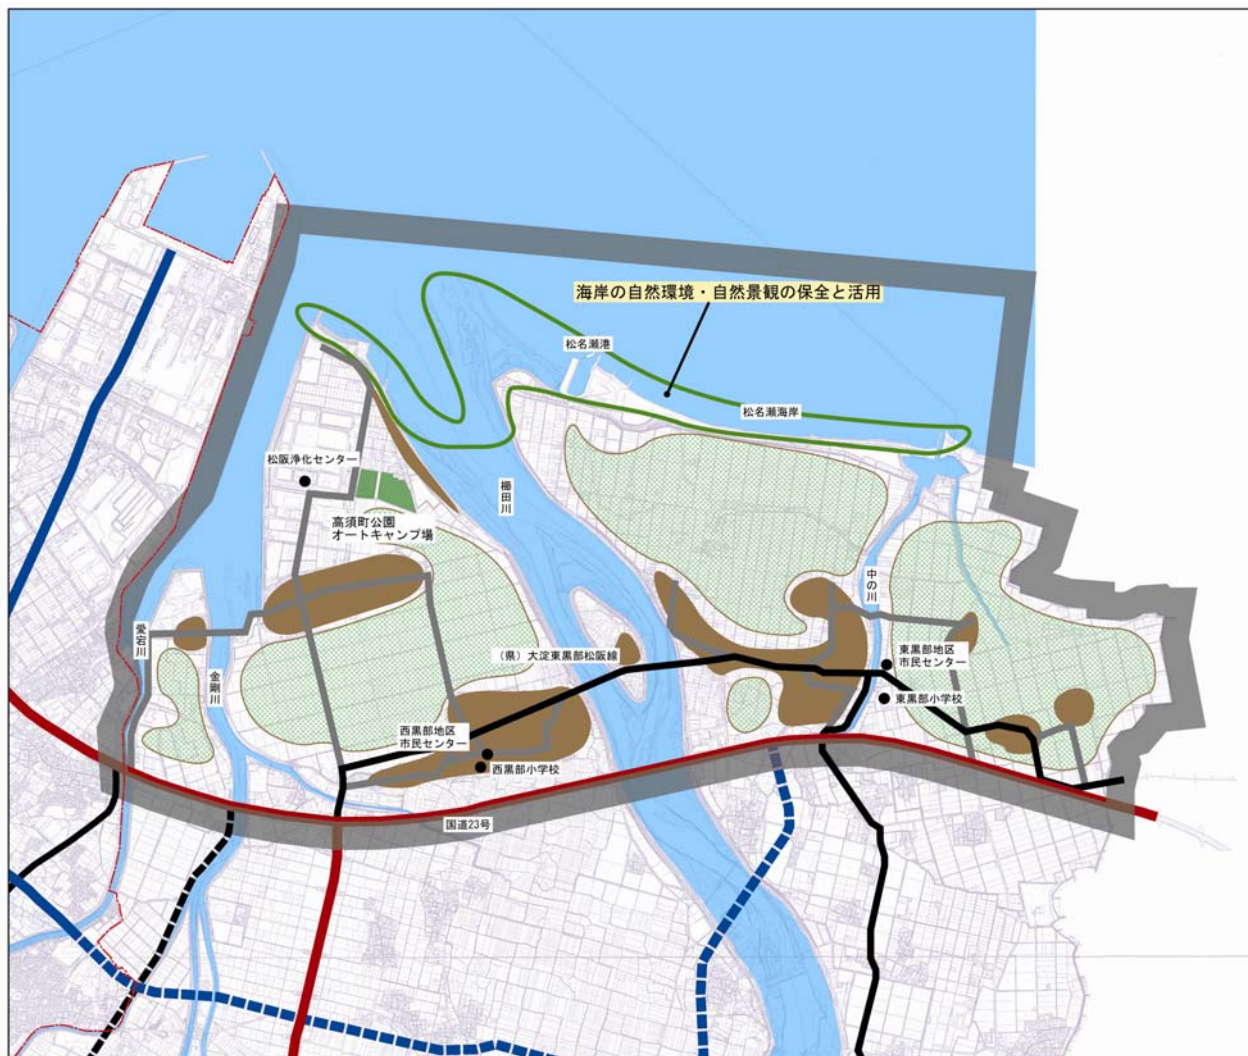 海岸の自然環境・自然景観の保全と活用
松名瀬港
松名瀬海岸
松阪浄化センター
櫛田川
高須町公園
オートキャンプ場
中の川
愛宕川
(県)大淀東黒部松阪線
東黒部地区
市民センター
金剛川
東黒部小学校
西黒部地区
市民センター
西黒部小学校
国道23号